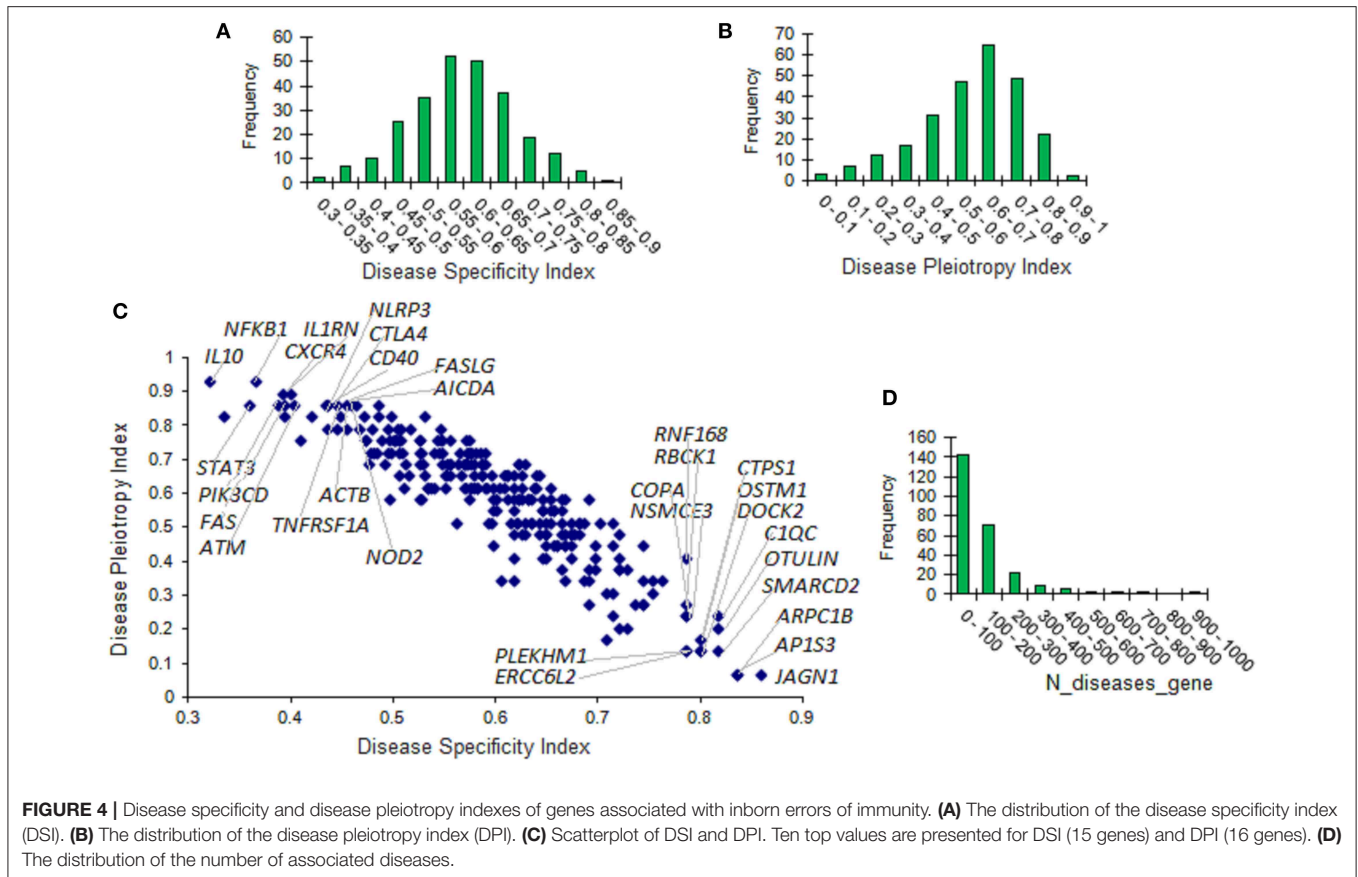 A
60
50
40
30
20
10
0
Frequency
0.3 - 0.35
0.35 - 0.4
0.4 - 0.45
0.45 - 0.5
0.5 - 0.55
0.55 - 0.6
0.6 - 0.65
0.65 - 0.7
0.7 - 0.75
0.75 - 0.8
0.8 - 0.85
0.85 - 0.9
Disease Specificity Index
B
70
60
50
40
30
20
10
0
Frequency
0 - 0.1
0.1 - 0.2
0.2 - 0.3
0.3 - 0.4
0.4 - 0.5
0.5 - 0.6
0.6 - 0.7
0.7 - 0.8
0.8 - 0.9
0.9 - 1
Disease Pleiotropy Index
C
1
0.9
0.8
0.7
0.6
0.5
0.4
0.3
0.2
0.1
0
Disease Pleiotropy Index
0.3
0.4
0.5
0.6
0.7
0.8
0.9
Disease Specificity Index
IL10
NFKB1
IL1RN
CXCR4
NLRP3
CTLA4
CD40
FASLG
AICDA
STAT3
PIK3CD
FAS
ATM
TNFRSF1A
ACTB
NOD2
RNF168
RBCK1
COPA
NSMCE3
CTPS1
OSTM1
DOCK2
C1QC
OTULIN
SMARCD2
ARPC1B
AP1S3
JAGN1
PLEKHM1
ERCC6L2
D
160
140
120
100
80
60
40
20
0
Frequency
0 - 100
100 - 200
200 - 300
300 - 400
400 - 500
500 - 600
600 - 700
700 - 800
800 - 900
900 - 1000
N_diseases_gene
FIGURE 4 | Disease specificity and disease pleiotropy indexes of genes associated with inborn errors of immunity. (A) The distribution of the disease specificity index
(DSI). (B) The distribution of the disease pleiotropy index (DPI). (C) Scatterplot of DSI and DPI. Ten top values are presented for DSI (15 genes) and DPI (16 genes). (D)
The distribution of the number of associated diseases.